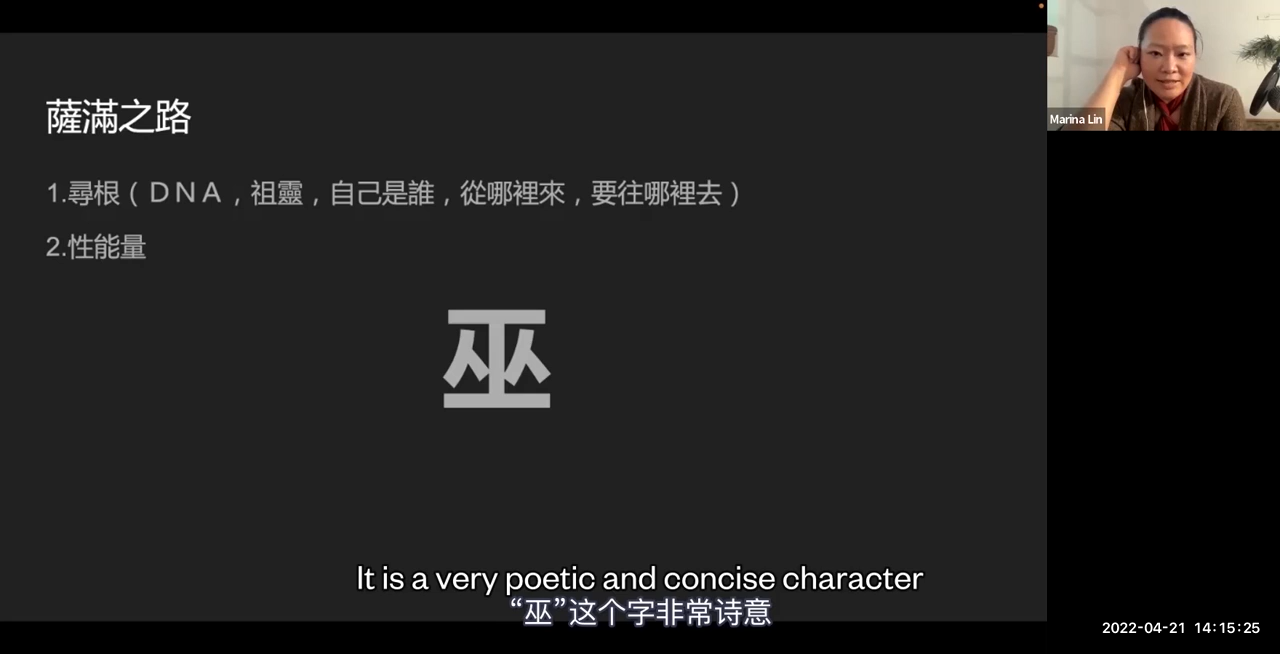 薩滿之路
1.尋根（ＤＮＡ，祖靈，自己是誰，從哪裡來，要往哪裡去）
2.性能量
巫
It is a very poetic and concise character
“巫”这个字非常诗意
Marina Lin
2022-04-21 14:15:25